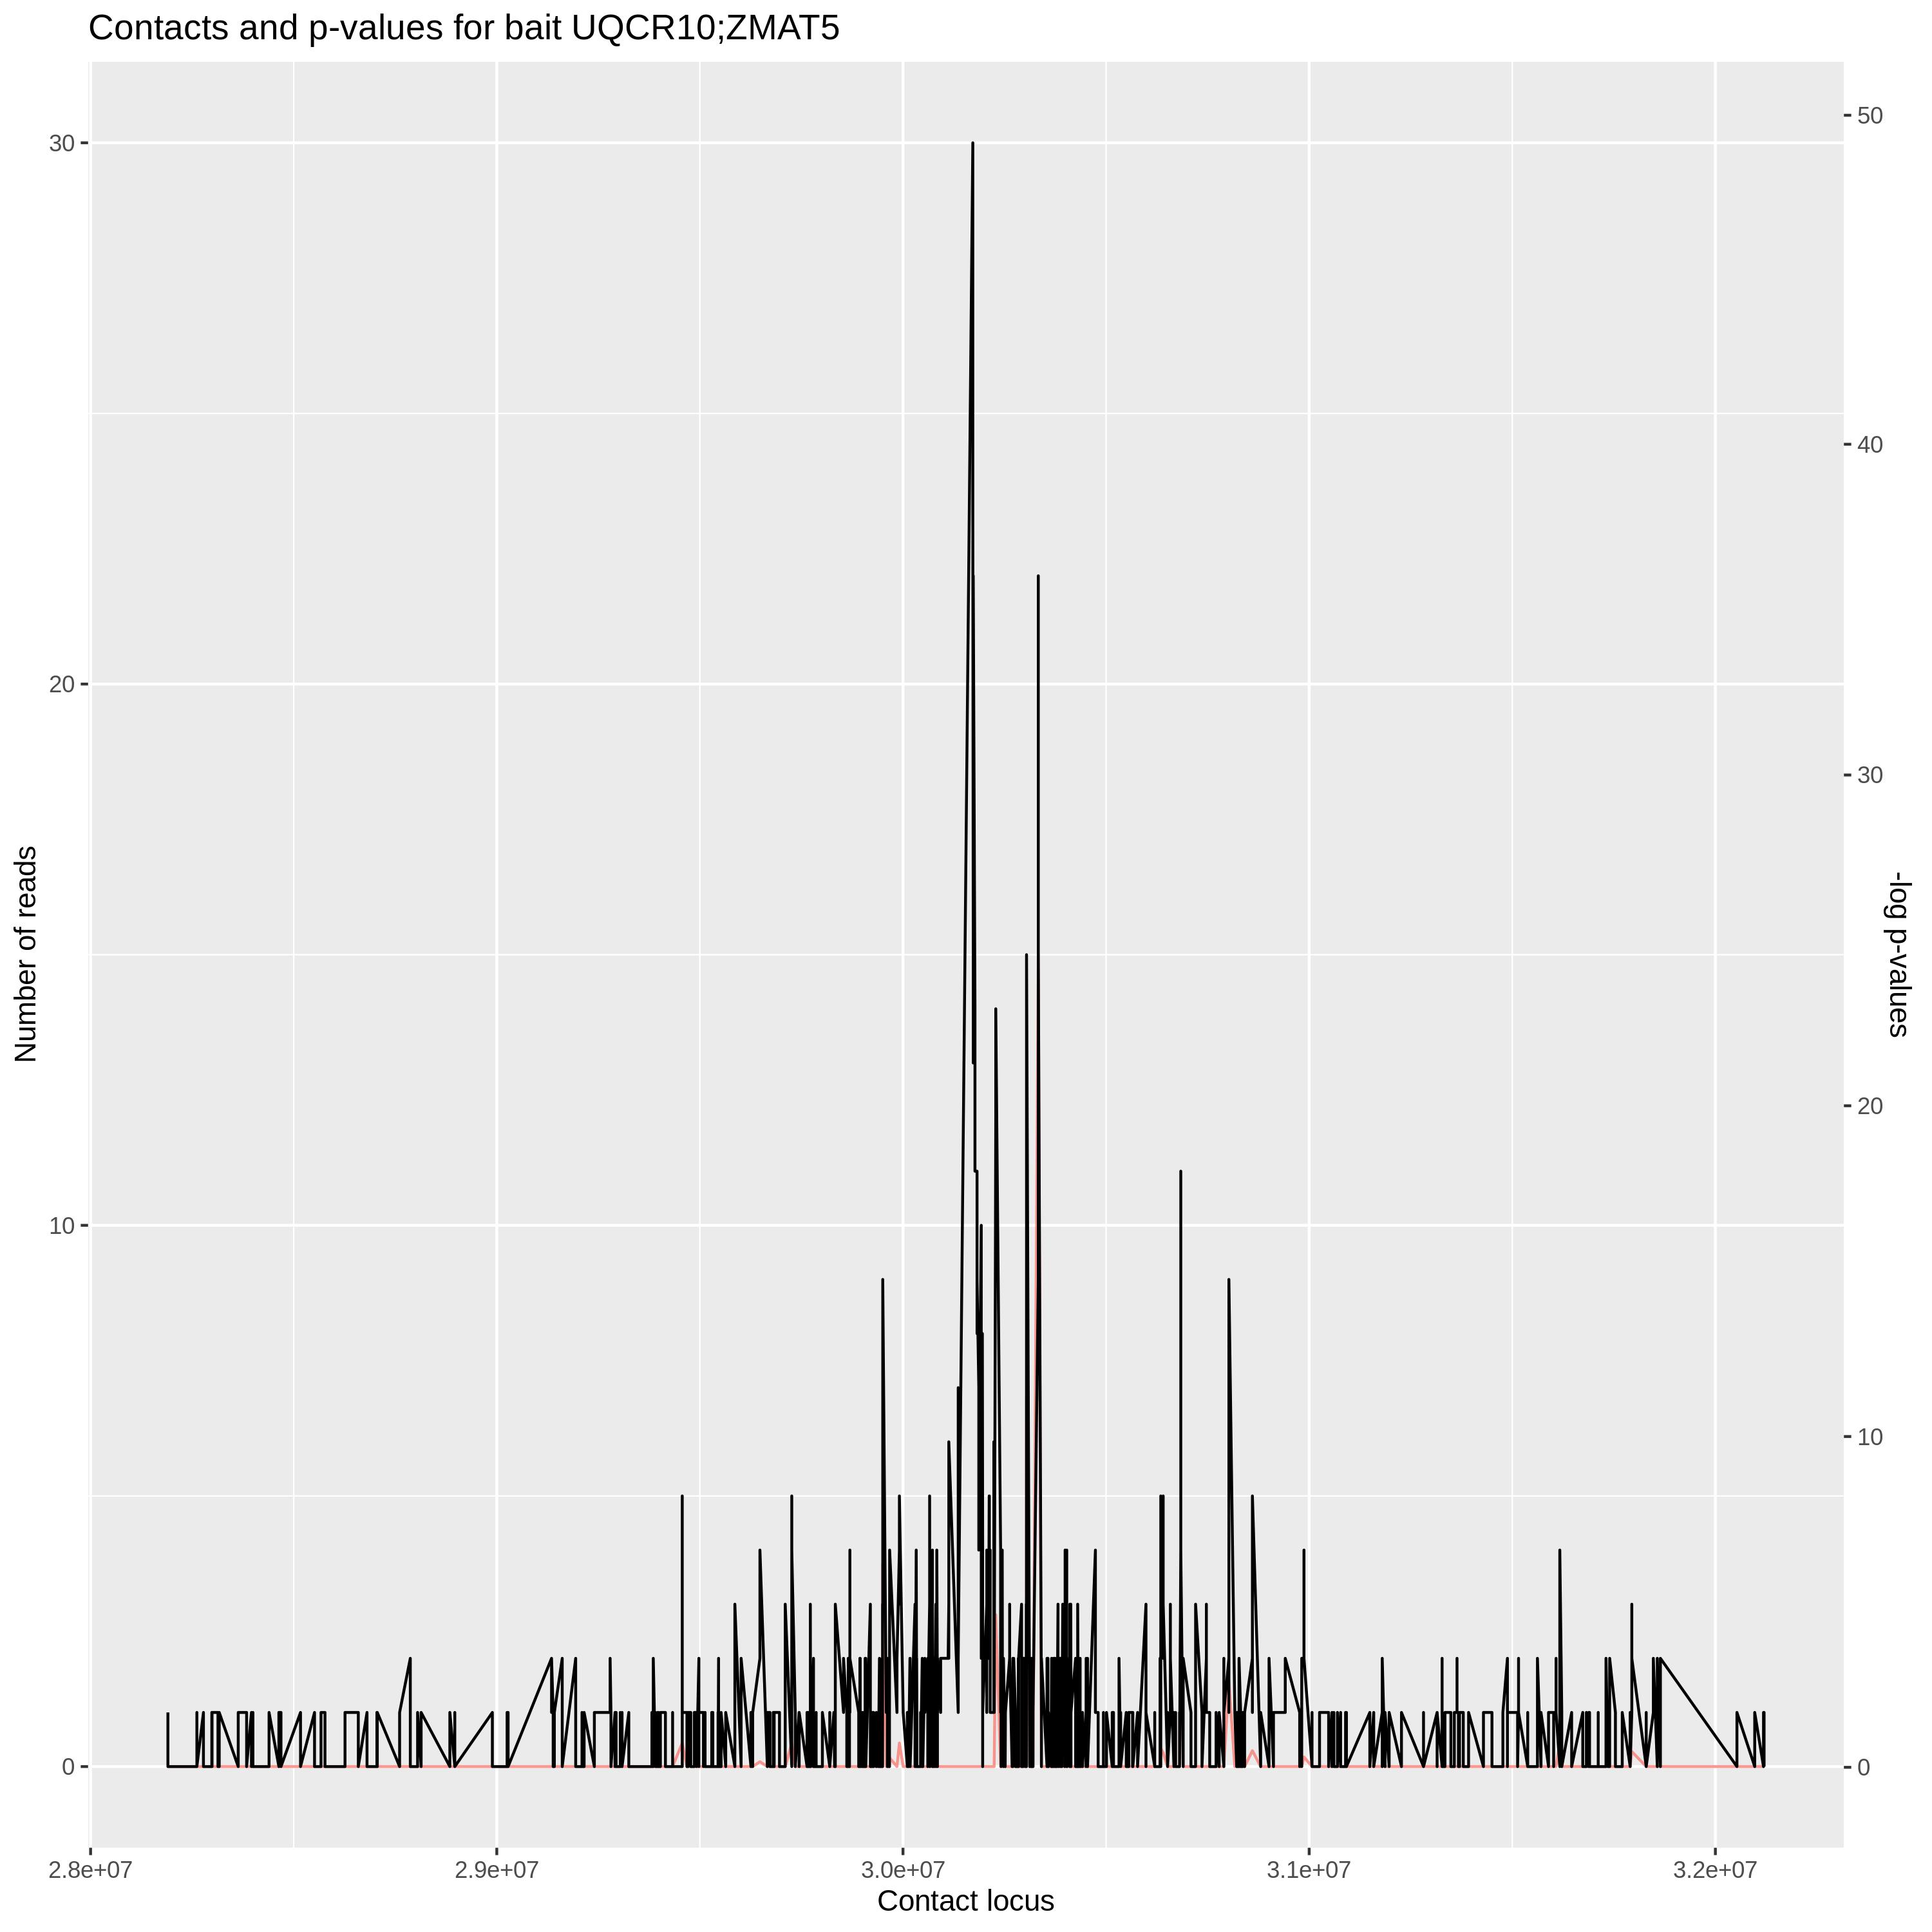 Contacts and p-values for bait UQCR10;ZMAT5
30
20
10
0
Number of reads
50
40
30
20
10
0
-log p-values
2.8e+07 2.9e+07 3.0e+07 3.1e+07 3.2e+07
Contact locus